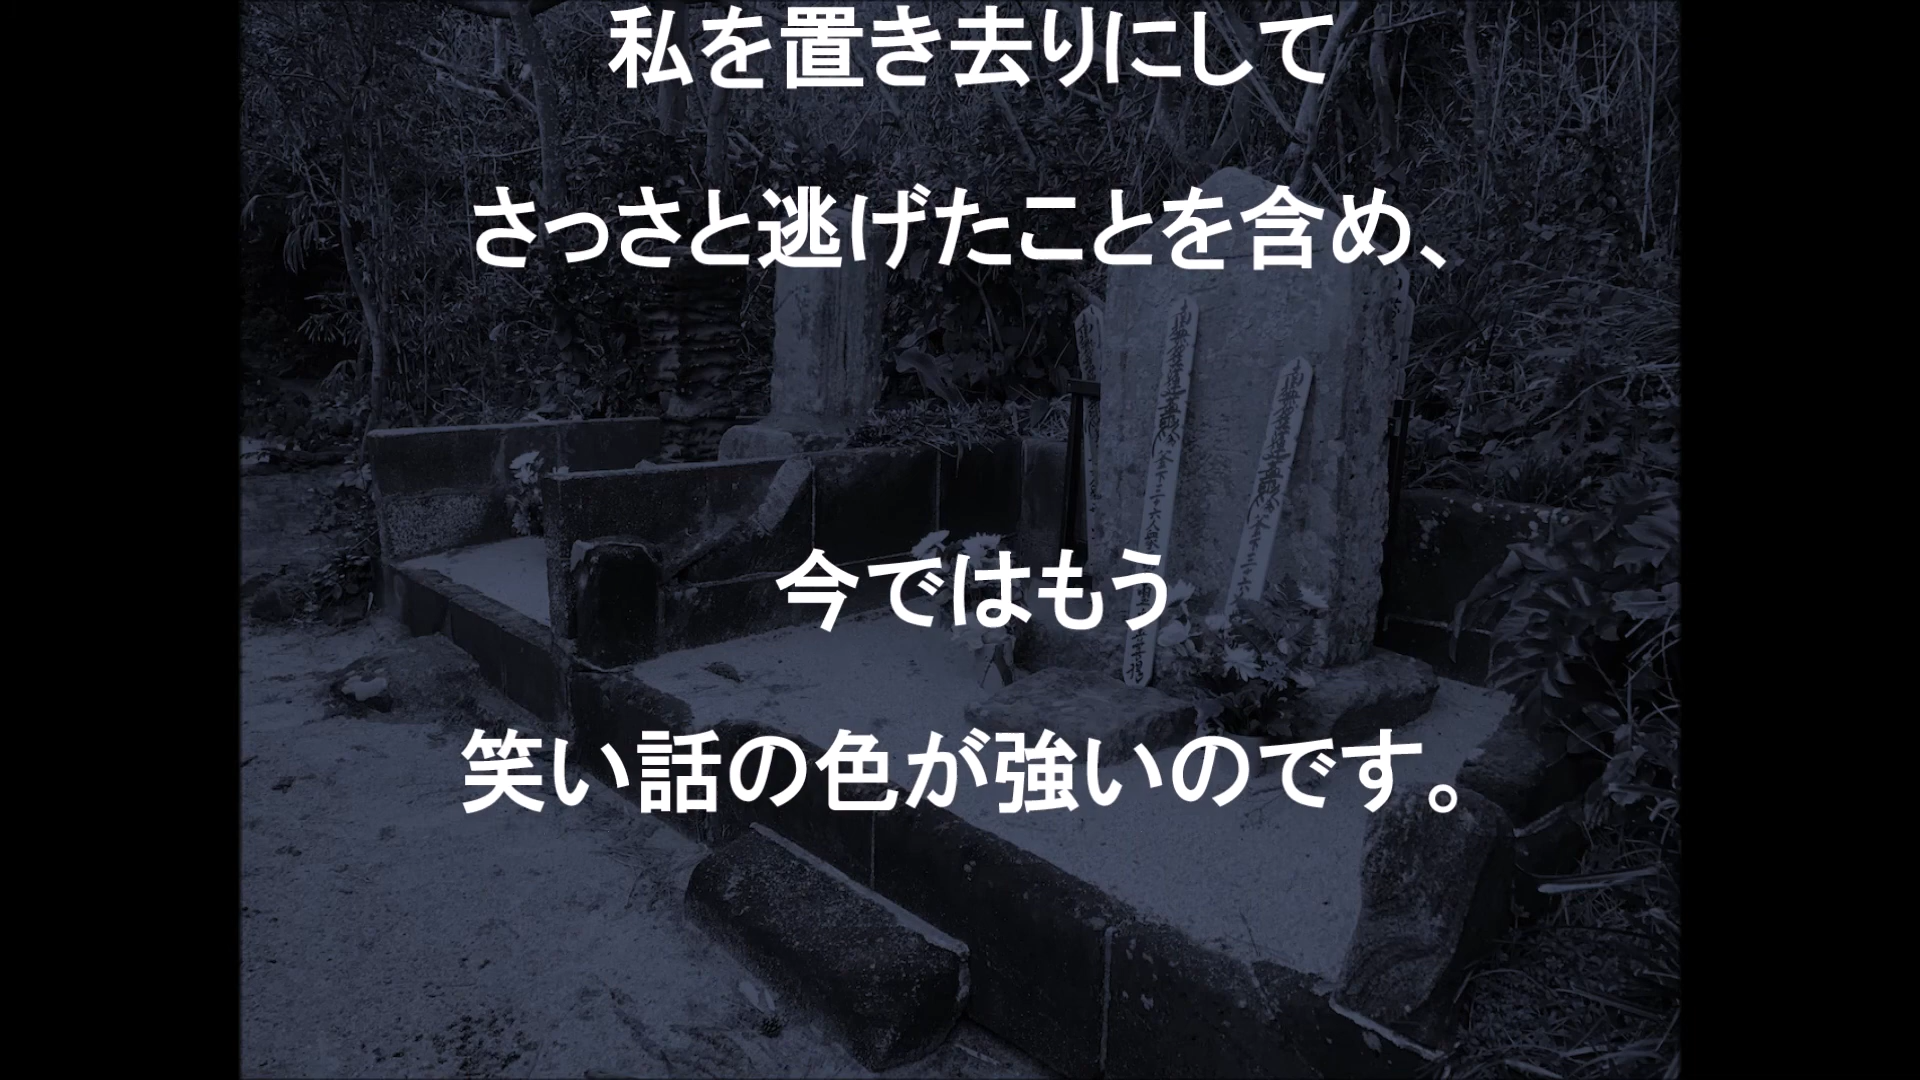 私を置き去りにして
さっさと逃げたことを含め、
今ではもう
笑い話の色が強いのです。